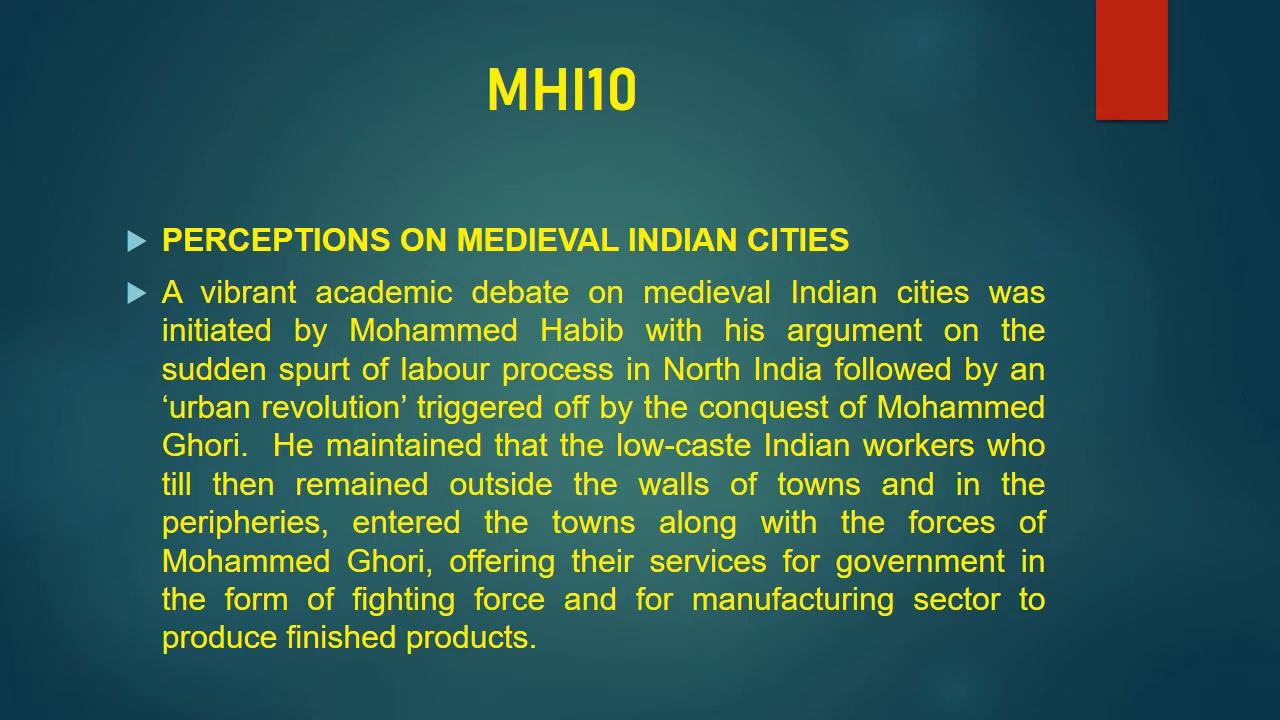 MHI10
PERCEPTIONS ON MEDIEVAL INDIAN CITIES
A vibrant academic debate on medieval Indian cities was
initiated by Mohammed Habib with his argument on the
sudden spurt of labour process in North India followed by an
‘urban revolution’ triggered off by the conquest of Mohammed
Ghori.  He maintained that the low-caste Indian workers who
till then remained outside the walls of towns and in the
peripheries, entered the towns along with the forces of
Mohammed Ghori, offering their services for government in
the form of fighting force and for manufacturing sector to
produce finished products.